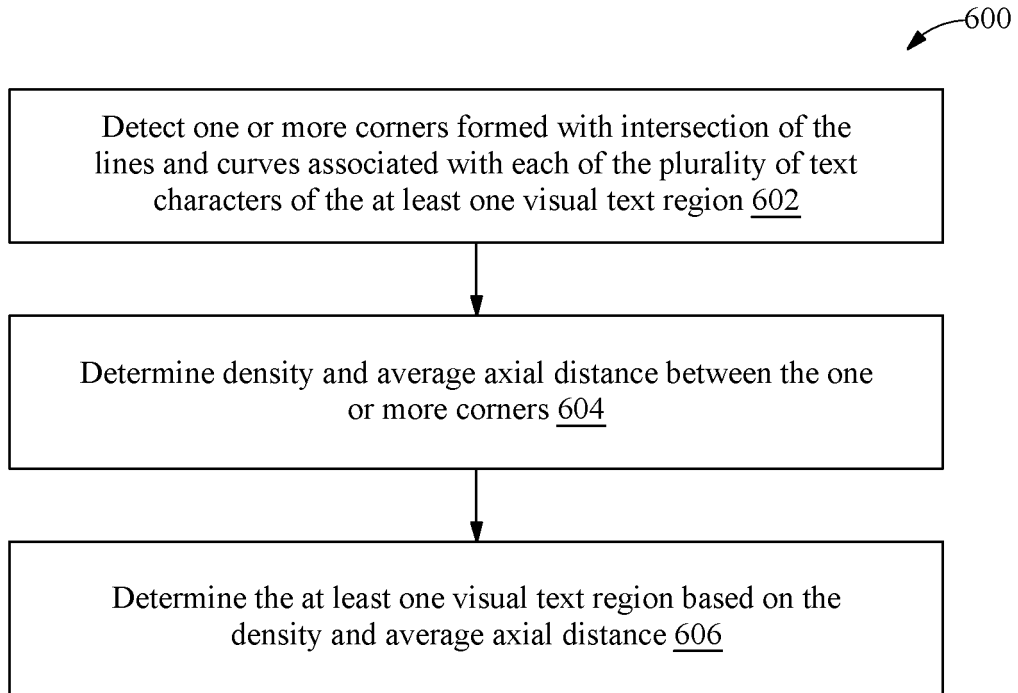 600
Detect one or more corners formed with intersection of the
lines and curves associated with each of the plurality of text
characters of the at least one visual text region 602
Determine density and average axial distance between the one
or more corners 604
Determine the at least one visual text region based on the
density and average axial distance 606